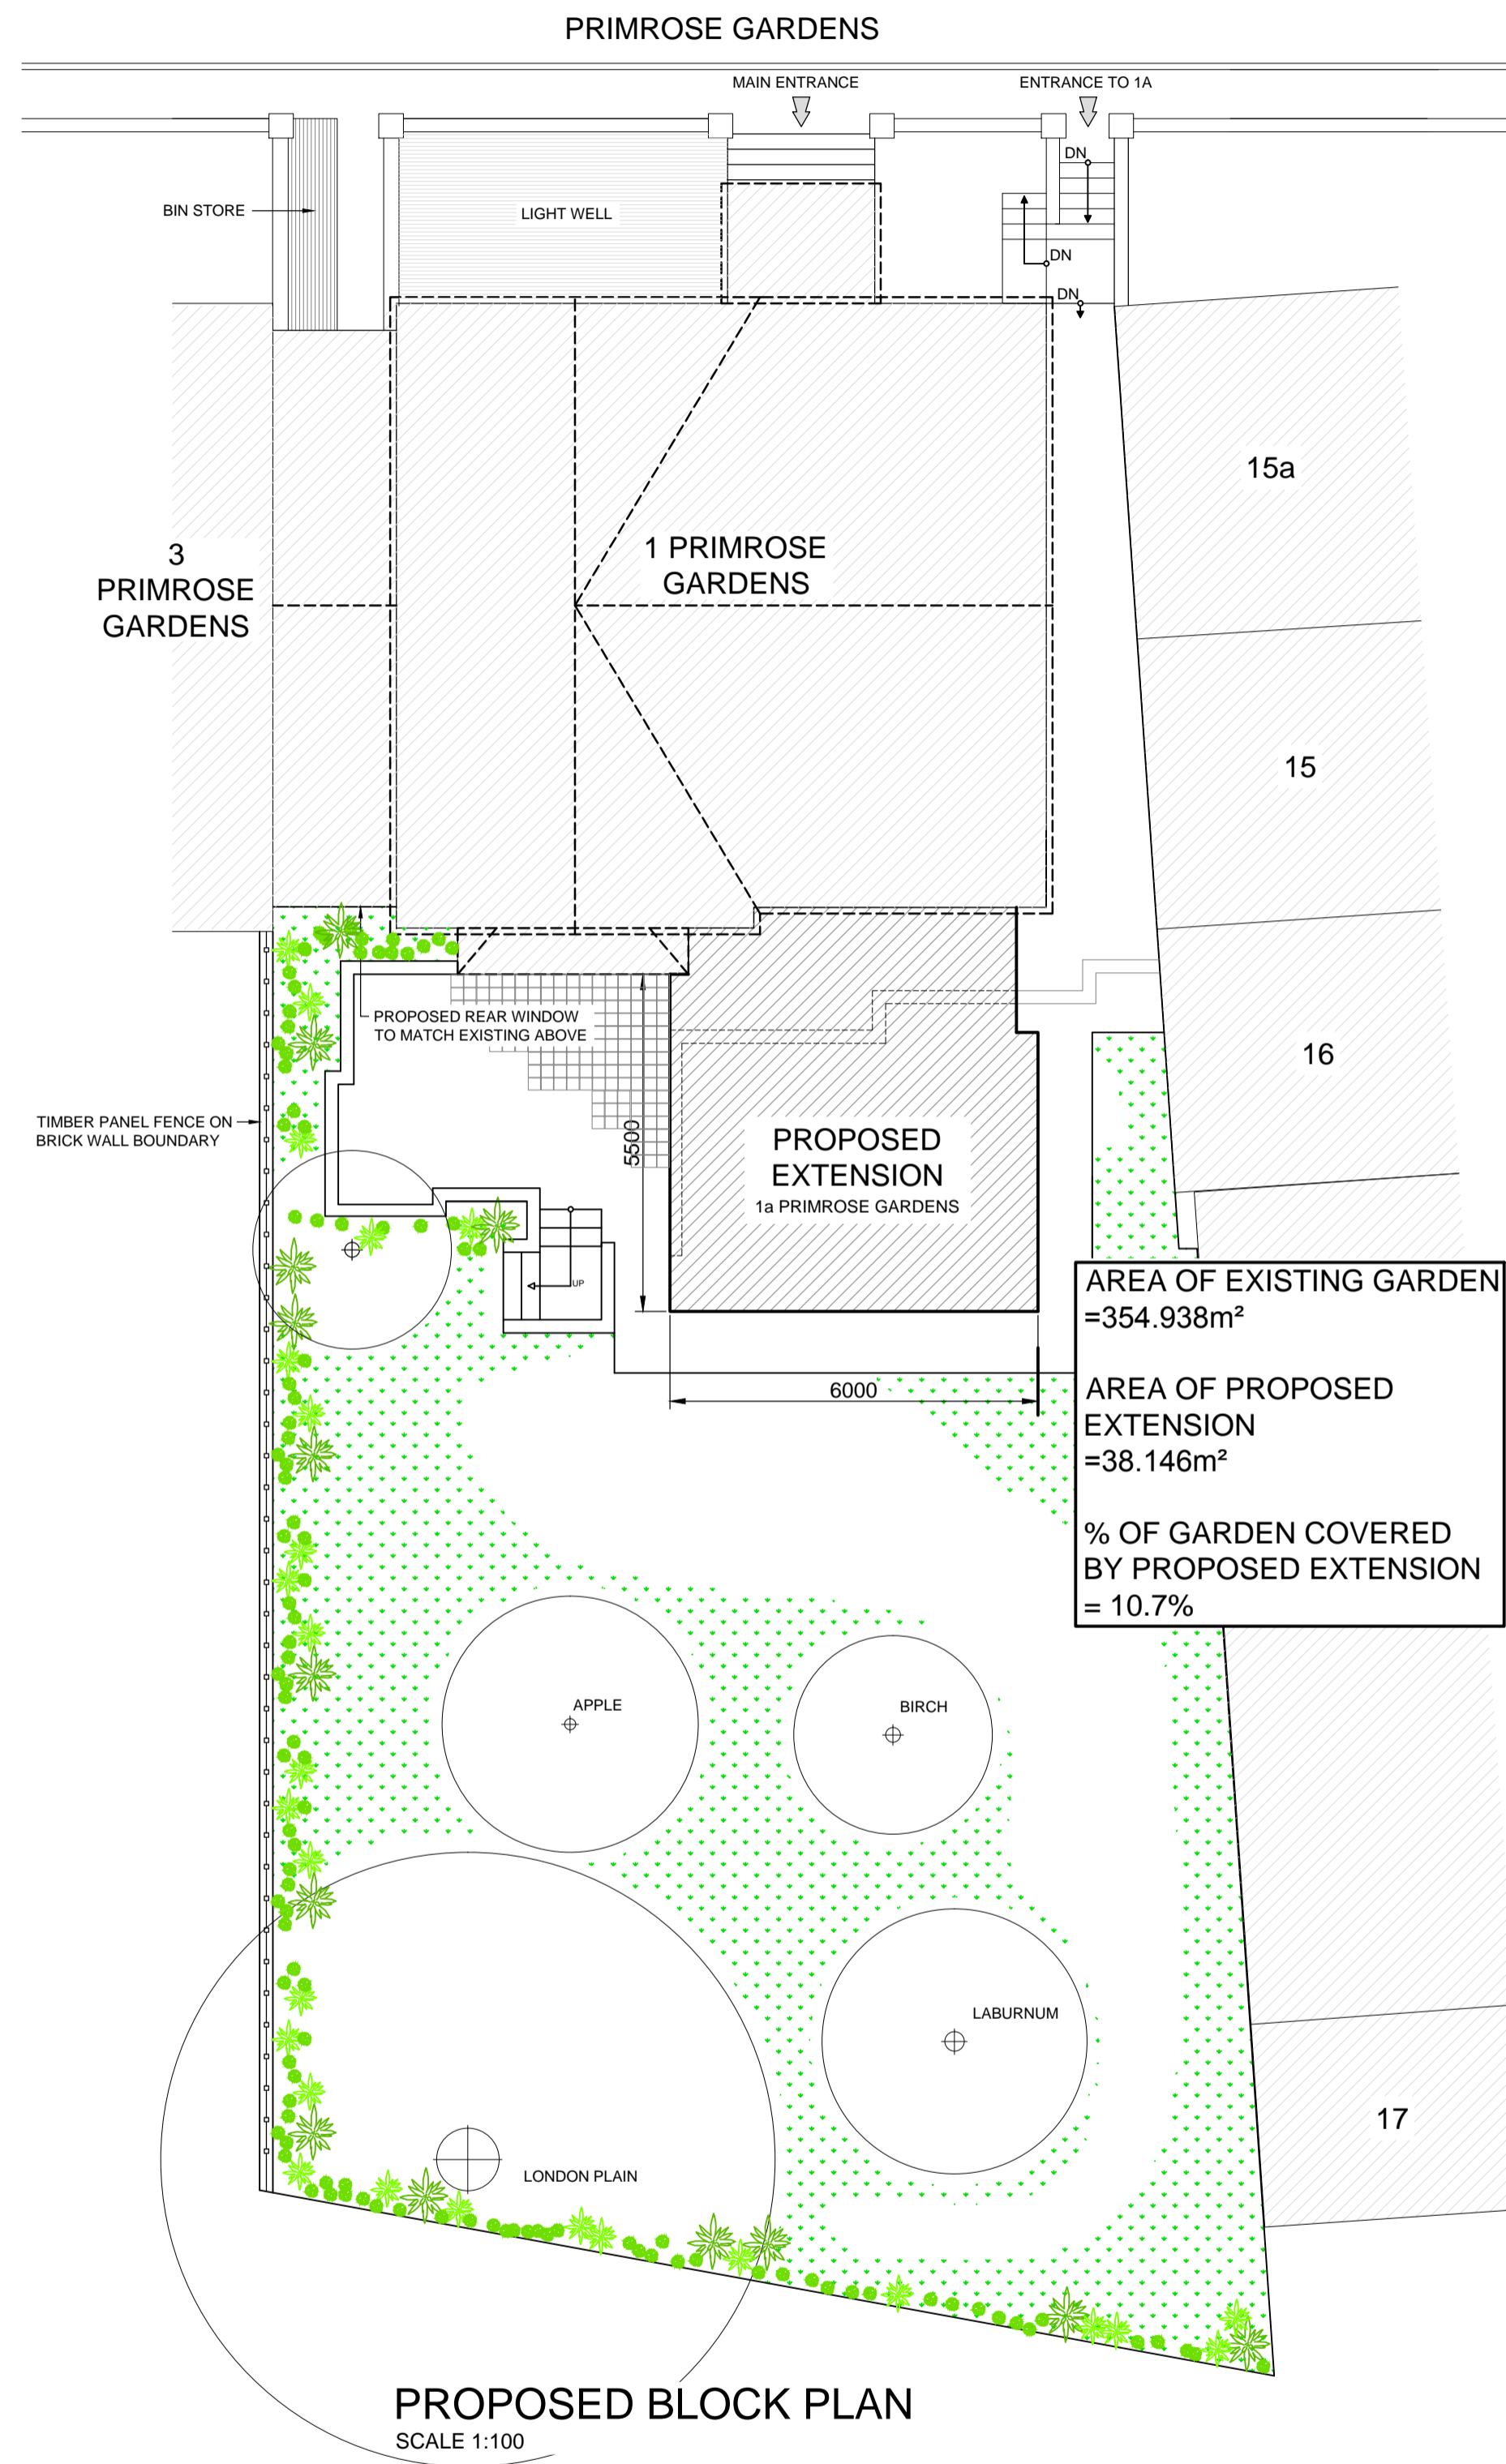 PRIMROSE GARDENS
MAIN ENTRANCE
ENTRANCE TO 1A
DN
BIN STORE
LIGHT WELL
DN
DN
15a
3
PRIMROSE
GARDENS
1 PRIMROSE
GARDENS
15
PROPOSED REAR WINDOW
TO MATCH EXISTING ABOVE
16
TIMBER PANEL FENCE ON
BRICK WALL BOUNDARY
5500
PROPOSED
EXTENSION
1a PRIMROSE GARDENS
UP
AREA OF EXISTING GARDEN
=354.938m²
AREA OF PROPOSED
EXTENSION
=38.146m²
% OF GARDEN COVERED
BY PROPOSED EXTENSION
= 10.7%
6000
APPLE
BIRCH
LABURNUM
17
LONDON PLAIN
PROPOSED BLOCK PLAN
SCALE 1:100